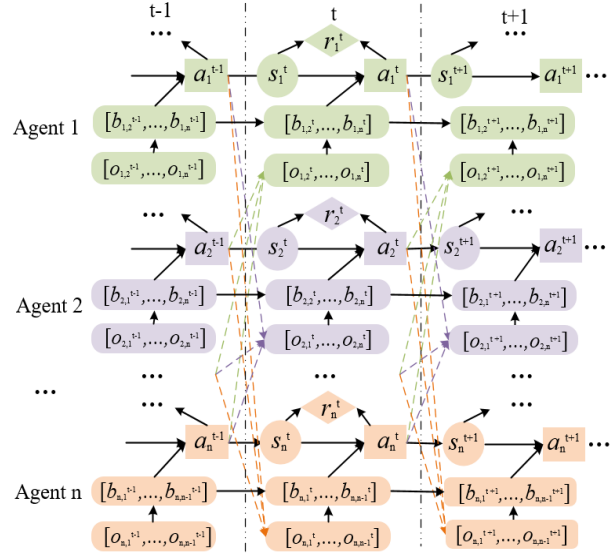 t-1 t t+1
... r₁ᵗ ...
a₁ᵗ⁻¹ s₁ᵗ a₁ᵗ s₁ᵗ⁺¹ a₁ᵗ⁺¹ ...
Agent 1 [b₁,₂ᵗ⁻¹,...,b₁,ₙᵗ⁻¹] [b₁,₂ᵗ,...,b₁,ₙᵗ] [b₁,₂ᵗ⁺¹,...,b₁,ₙᵗ⁺¹]
[o₁,₂ᵗ⁻¹,...,o₁,ₙᵗ⁻¹] [o₁,₂ᵗ,...,o₁,ₙᵗ] [o₁,₂ᵗ⁺¹,...,o₁,ₙᵗ⁺¹]
... r₂ᵗ ...
a₂ᵗ⁻¹ s₂ᵗ a₂ᵗ s₂ᵗ⁺¹ a₂ᵗ⁺¹ ...
Agent 2 [b₂,₁ᵗ⁻¹,...,b₂,ₙᵗ⁻¹] [b₂,₂ᵗ,...,b₂,ₙᵗ] [b₂,₁ᵗ⁺¹,...,b₂,ₙᵗ⁺¹]
[o₂,₁ᵗ⁻¹,...,o₂,ₙᵗ⁻¹] [o₂,₁ᵗ,...,o₂,ₙᵗ] [o₂,₁ᵗ⁺¹,...,o₂,ₙᵗ⁺¹]
... ... ... ...
... rₙᵗ ...
aₙᵗ⁻¹ sₙᵗ aₙᵗ sₙᵗ⁺¹ aₙᵗ⁺¹ ...
Agent n [bₙ,₁ᵗ⁻¹,...,bₙ,ₙ₋₁ᵗ⁻¹] [bₙ,₁ᵗ,...,bₙ,ₙ₋₁ᵗ] [bₙ,₁ᵗ⁺¹,...,bₙ,ₙ₋₁ᵗ⁺¹]
[oₙ,₁ᵗ⁻¹,...,oₙ,ₙ₋₁ᵗ⁻¹] [oₙ,₁ᵗ,...,oₙ,ₙ₋₁ᵗ] [oₙ,₁ᵗ⁺¹,...,oₙ,ₙ₋₁ᵗ⁺¹]